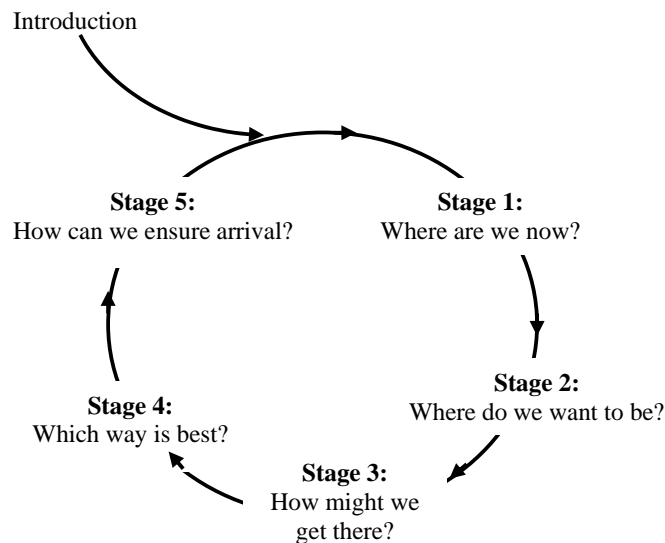 Introduction
Stage 1:
Where are we now?
Stage 2:
Where do we want to be?
Stage 3:
How might we
get there?
Stage 4:
Which way is best?
Stage 5:
How can we ensure arrival?